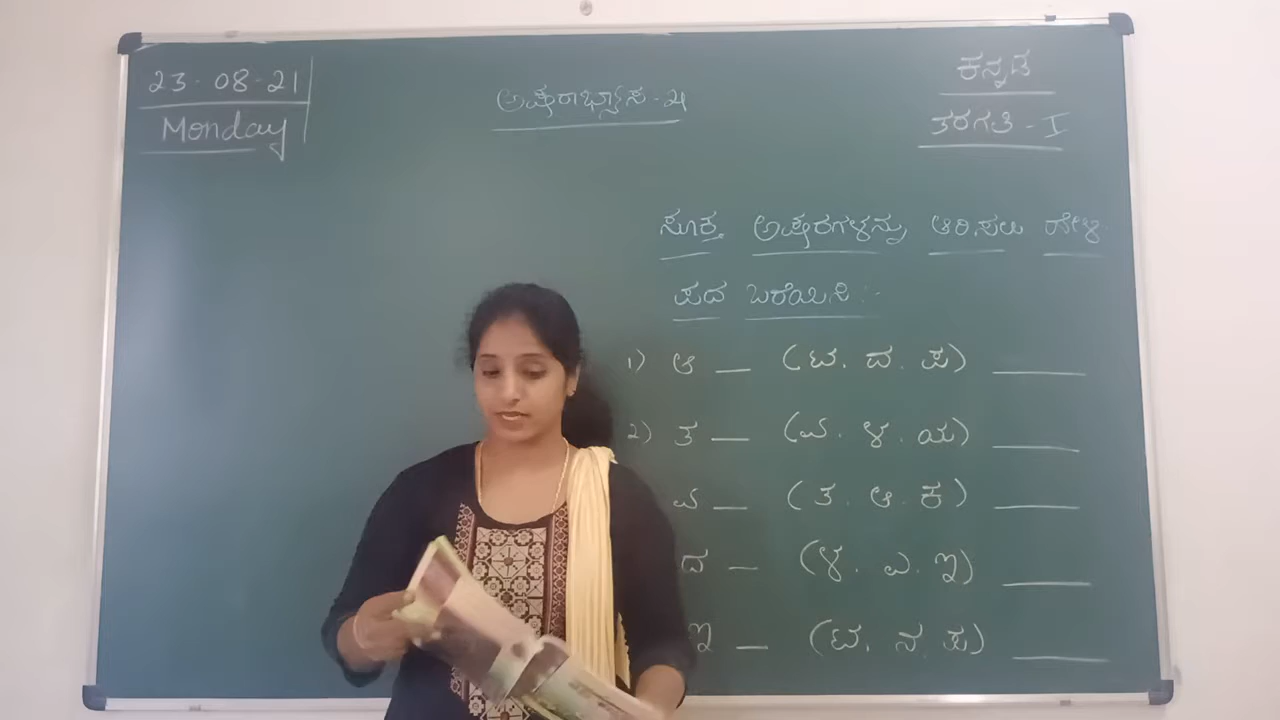 23-08-21
Monday
ಅಕ್ಷರಾಭ್ಯಾಸ - ೫
ಕನ್ನಡ
ತರಗತಿ - I
ಸೂಕ್ತ ಅಕ್ಷರಗಳನ್ನು ಆರಿಸಲು ಹೇಳಿ
ಪದ ಬರೆಯಿಸಿ :-
1) ಆ __ (ಟ. ದ. ಪ) ______
2) ತ __ (ಎ. ಳ. ಯ) ______
ಎ __ (ತ. ಆ. ಕ) ______
ದ __ (ಳ. ಎ. ಇ) ______
ಇ __ (ಟ. ನ. ಪ) ______